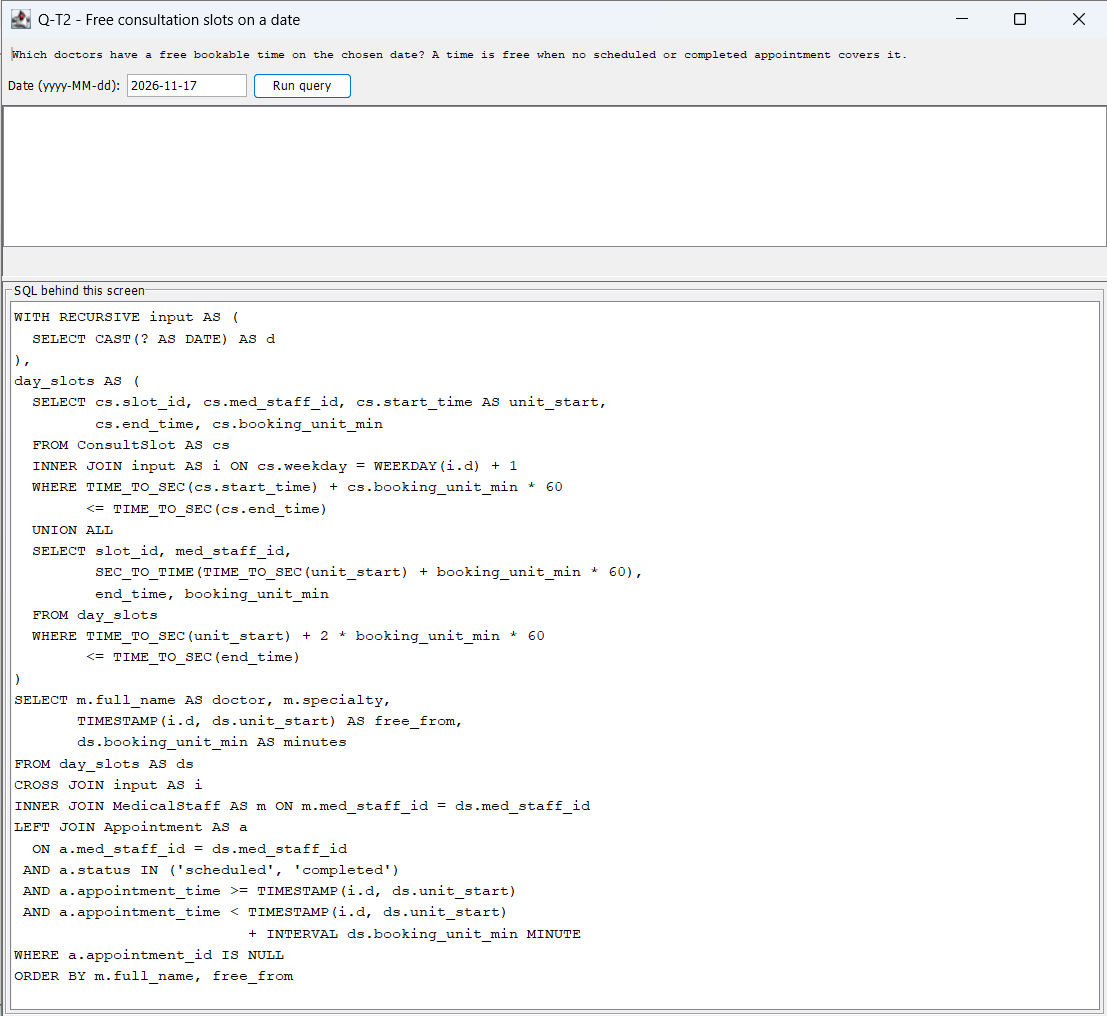 Q-T2 - Free consultation slots on a date
Which doctors have a free bookable time on the chosen date? A time is free when no scheduled or completed appointment covers it.
Date (yyyy-MM-dd): 2026-11-17 Run query
SQL behind this screen
WITH RECURSIVE input AS (
  SELECT CAST(? AS DATE) AS d
),
day_slots AS (
  SELECT cs.slot_id, cs.med_staff_id, cs.start_time AS unit_start,
         cs.end_time, cs.booking_unit_min
  FROM ConsultSlot AS cs
  INNER JOIN input AS i ON cs.weekday = WEEKDAY(i.d) + 1
  WHERE TIME_TO_SEC(cs.start_time) + cs.booking_unit_min * 60
        <= TIME_TO_SEC(cs.end_time)
  UNION ALL
  SELECT slot_id, med_staff_id,
         SEC_TO_TIME(TIME_TO_SEC(unit_start) + booking_unit_min * 60),
         end_time, booking_unit_min
  FROM day_slots
  WHERE TIME_TO_SEC(unit_start) + 2 * booking_unit_min * 60
        <= TIME_TO_SEC(end_time)
)
SELECT m.full_name AS doctor, m.specialty,
       TIMESTAMP(i.d, ds.unit_start) AS free_from,
       ds.booking_unit_min AS minutes
FROM day_slots AS ds
CROSS JOIN input AS i
INNER JOIN MedicalStaff AS m ON m.med_staff_id = ds.med_staff_id
LEFT JOIN Appointment AS a
  ON a.med_staff_id = ds.med_staff_id
 AND a.status IN ('scheduled', 'completed')
 AND a.appointment_time >= TIMESTAMP(i.d, ds.unit_start)
 AND a.appointment_time < TIMESTAMP(i.d, ds.unit_start)
                          + INTERVAL ds.booking_unit_min MINUTE
WHERE a.appointment_id IS NULL
ORDER BY m.full_name, free_from